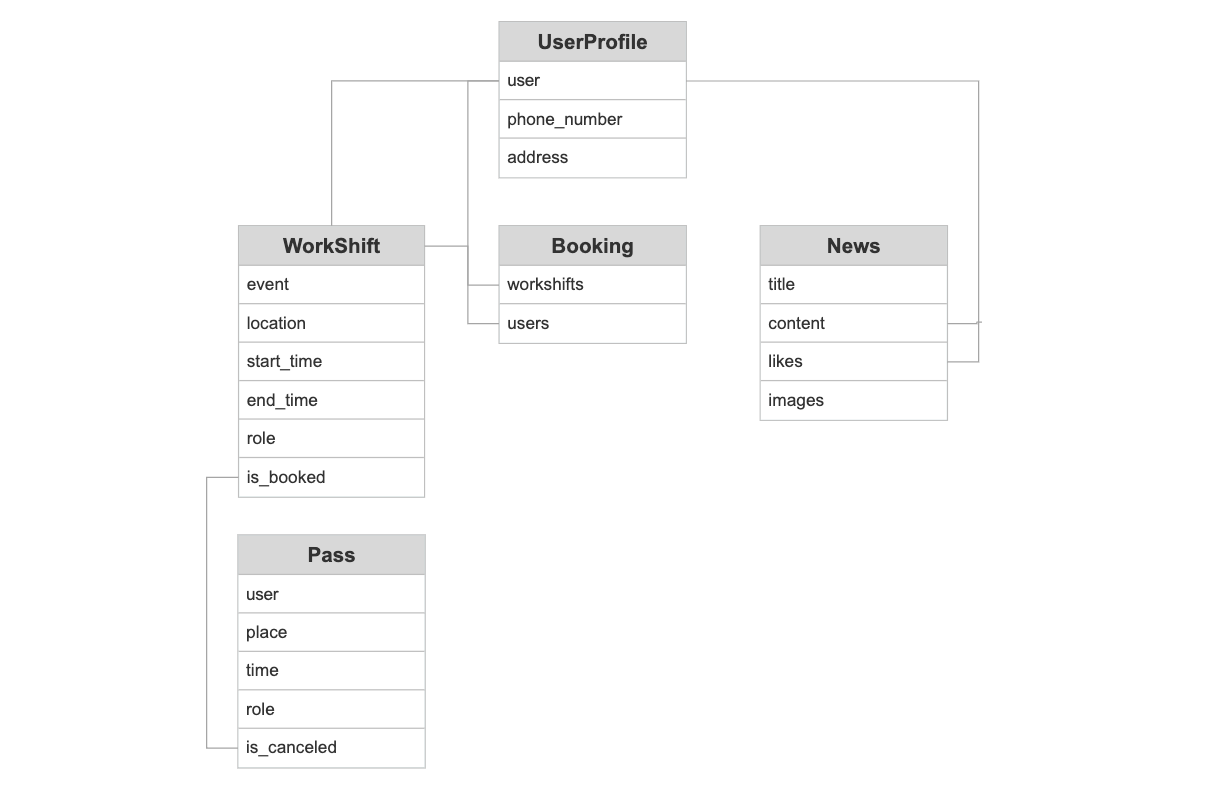 UserProfile
user
phone_number
address
WorkShift
event
location
start_time
end_time
role
is_booked
Booking
workshifts
users
News
title
content
likes
images
Pass
user
place
time
role
is_canceled